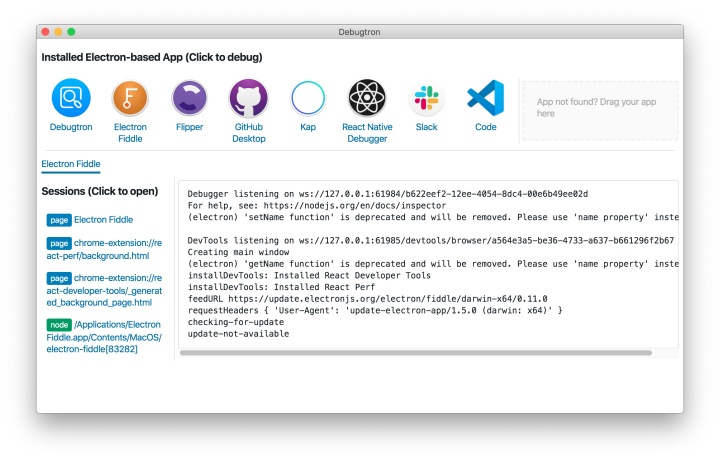 Debugtron
Installed Electron-based App (Click to debug)
Debugtron
Electron
Fiddle
Flipper
GitHub
Desktop
Kap
React Native
Debugger
Slack
Code
App not found? Drag your app
here
Electron Fiddle
Sessions (Click to open)
page Electron Fiddle
page chrome-extension://re
act-perf/background.html
page chrome-extension://re
act-developer-tools/_generat
ed_background_page.html
node /Applications/Electron
Fiddle.app/Contents/MacOS/
electron-fiddle[83282]
Debugger listening on ws://127.0.0.1:61984/b622eef2-12ee-4054-8dc4-00e6b49ee02d
For help, see: https://nodejs.org/en/docs/inspector
(electron) 'setName function' is deprecated and will be removed. Please use 'name property' inste
DevTools listening on ws://127.0.0.1:61985/devtools/browser/a564e3a5-be36-4733-a637-b661296f2b67
Creating main window
(electron) 'getName function' is deprecated and will be removed. Please use 'name property' inste
installDevTools: Installed React Developer Tools
installDevTools: Installed React Perf
feedURL https://update.electronjs.org/electron/fiddle/darwin-x64/0.11.0
requestHeaders { 'User-Agent': 'update-electron-app/1.5.0 (darwin: x64)' }
checking-for-update
update-not-available